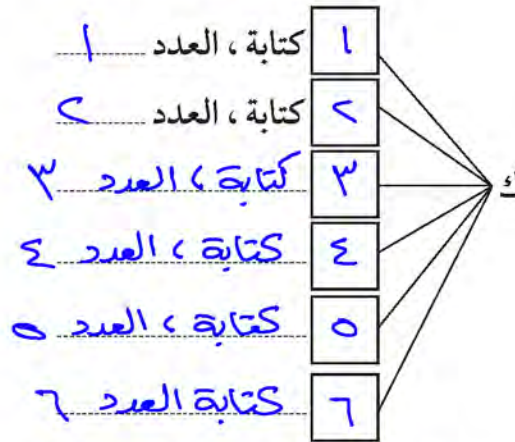 ١ كتابة ، العدد ١
٢ كتابة ، العدد ٢
٣ كتابة ، العدد ٣
٤ كتابة ، العدد ٤
٥ كتابة ، العدد ٥
٦ كتابة العدد ٦